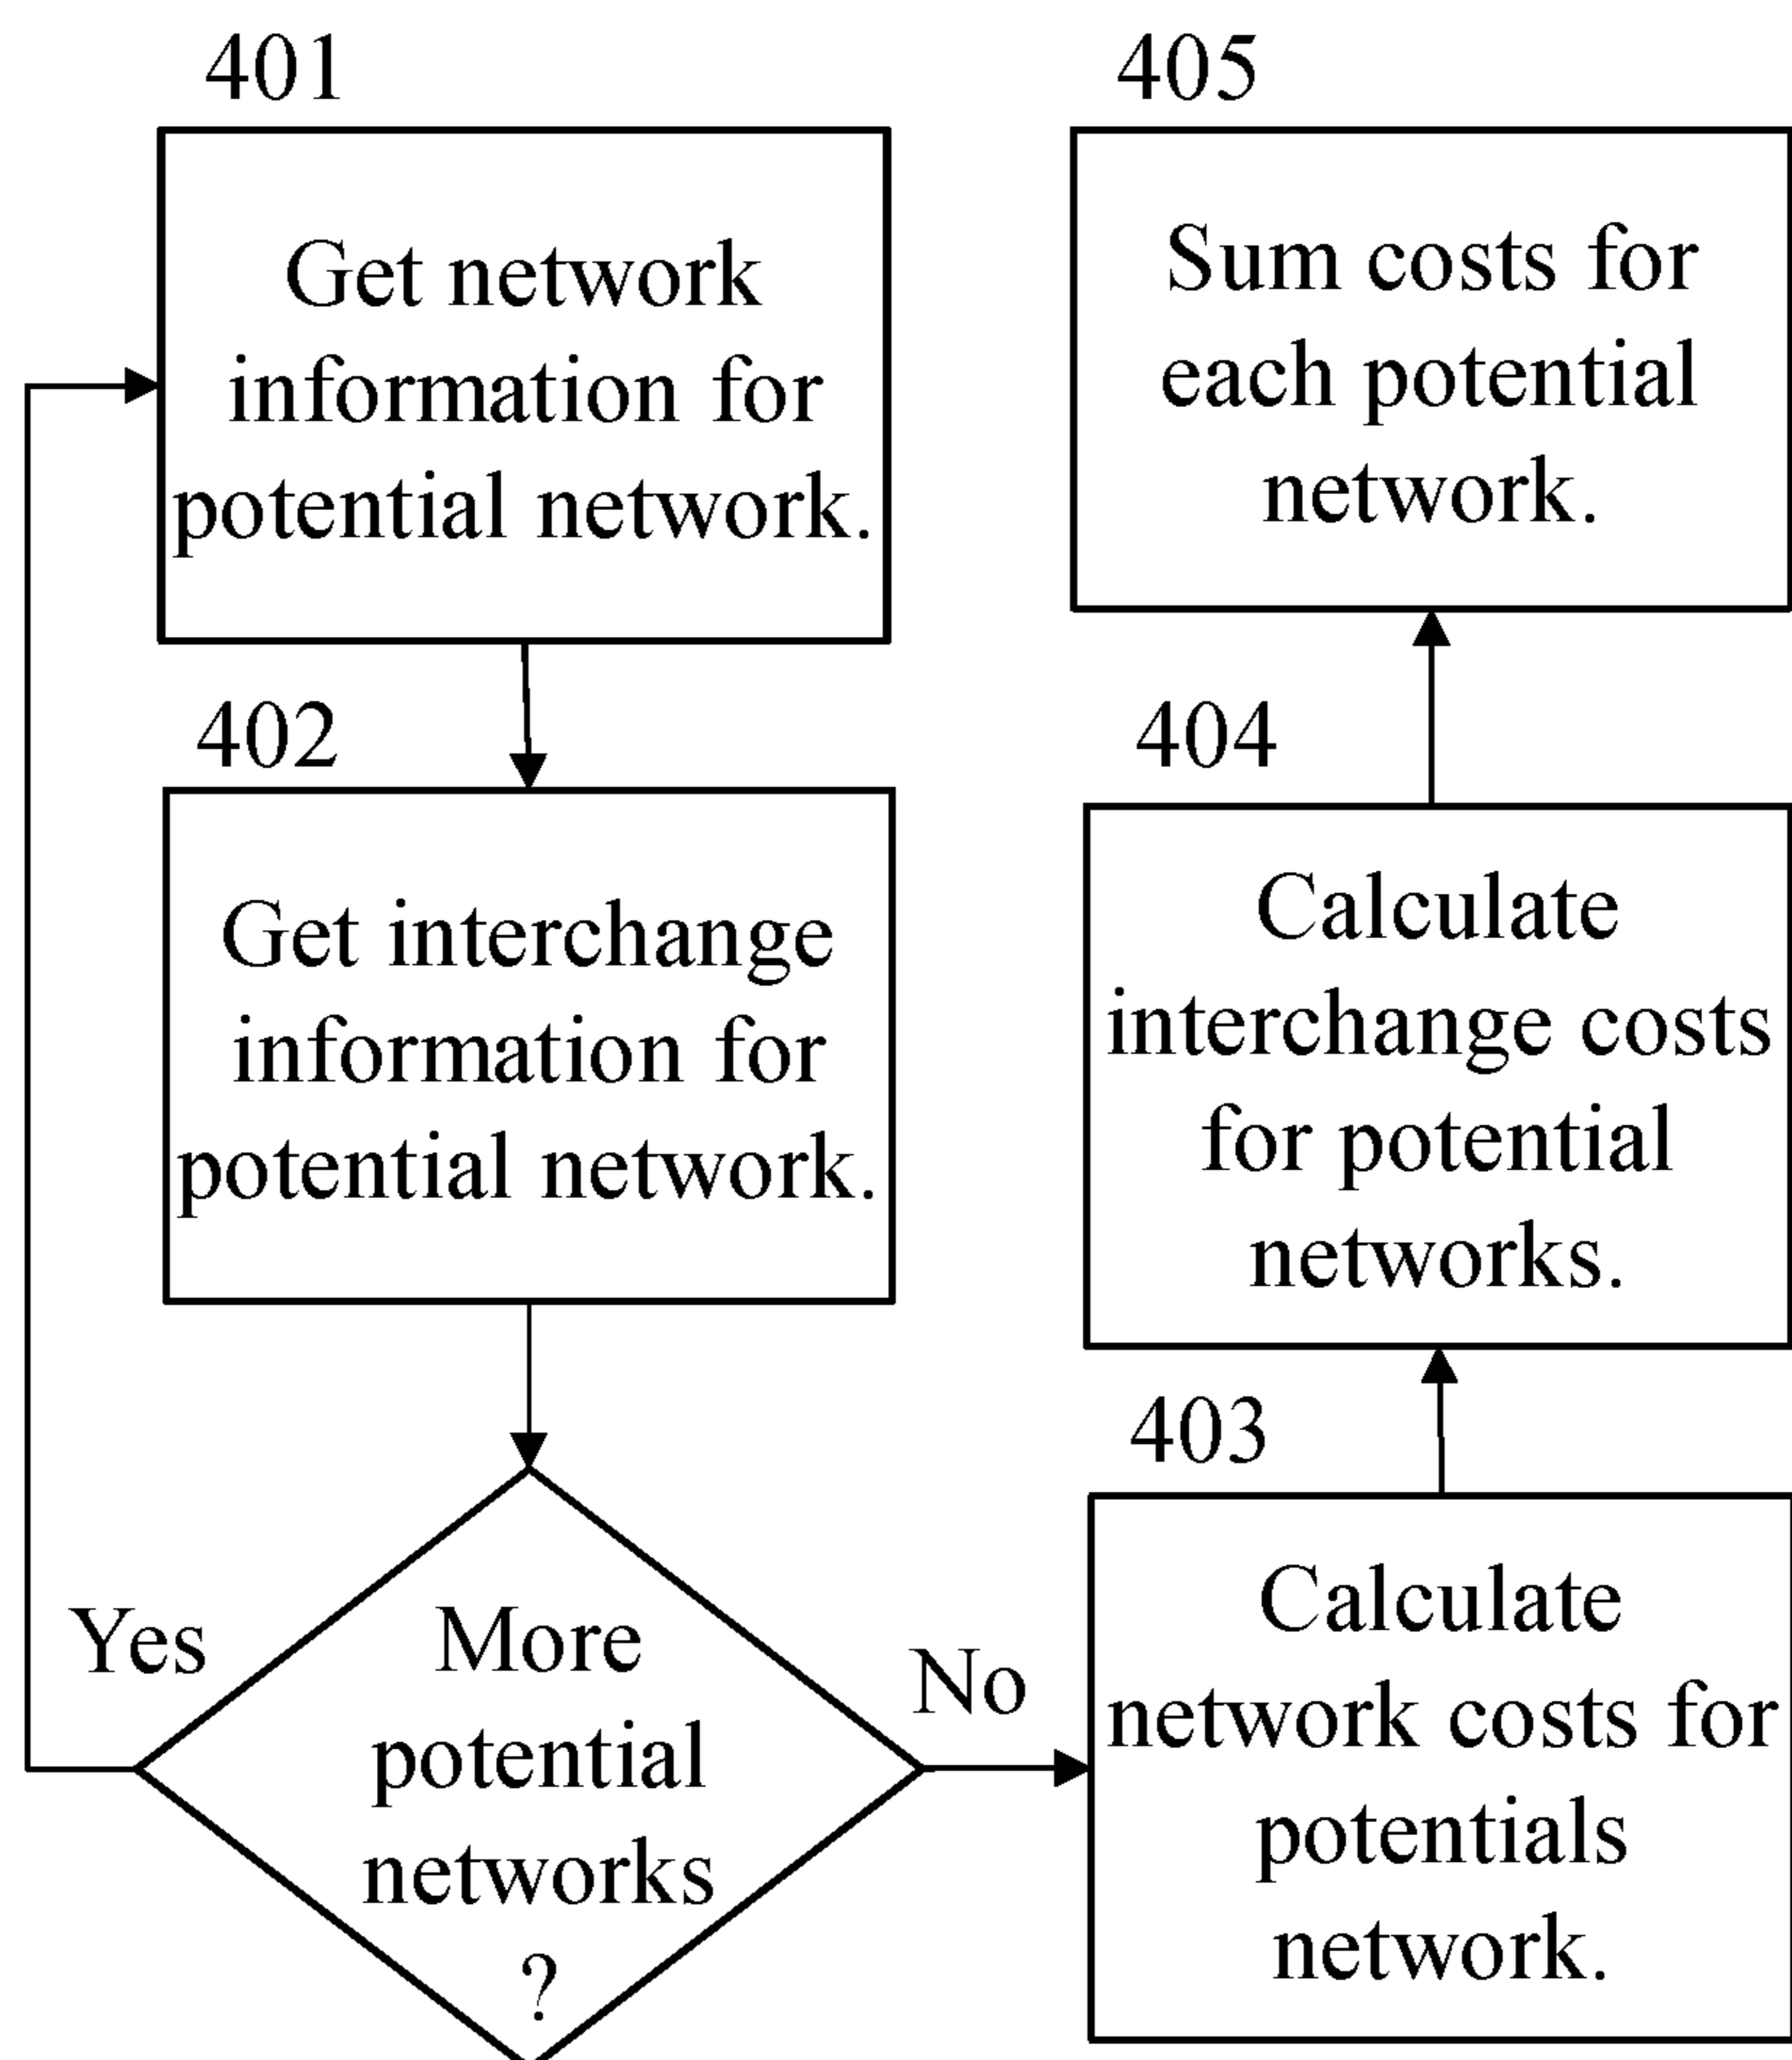 401
Get network
information for
potential network.
402
Get interchange
information for
potential network.
Yes
More
potential
networks
?
No
403
Calculate
network costs for
potentials
network.
404
Calculate
interchange costs
for potential
networks.
405
Sum costs for
each potential
network.